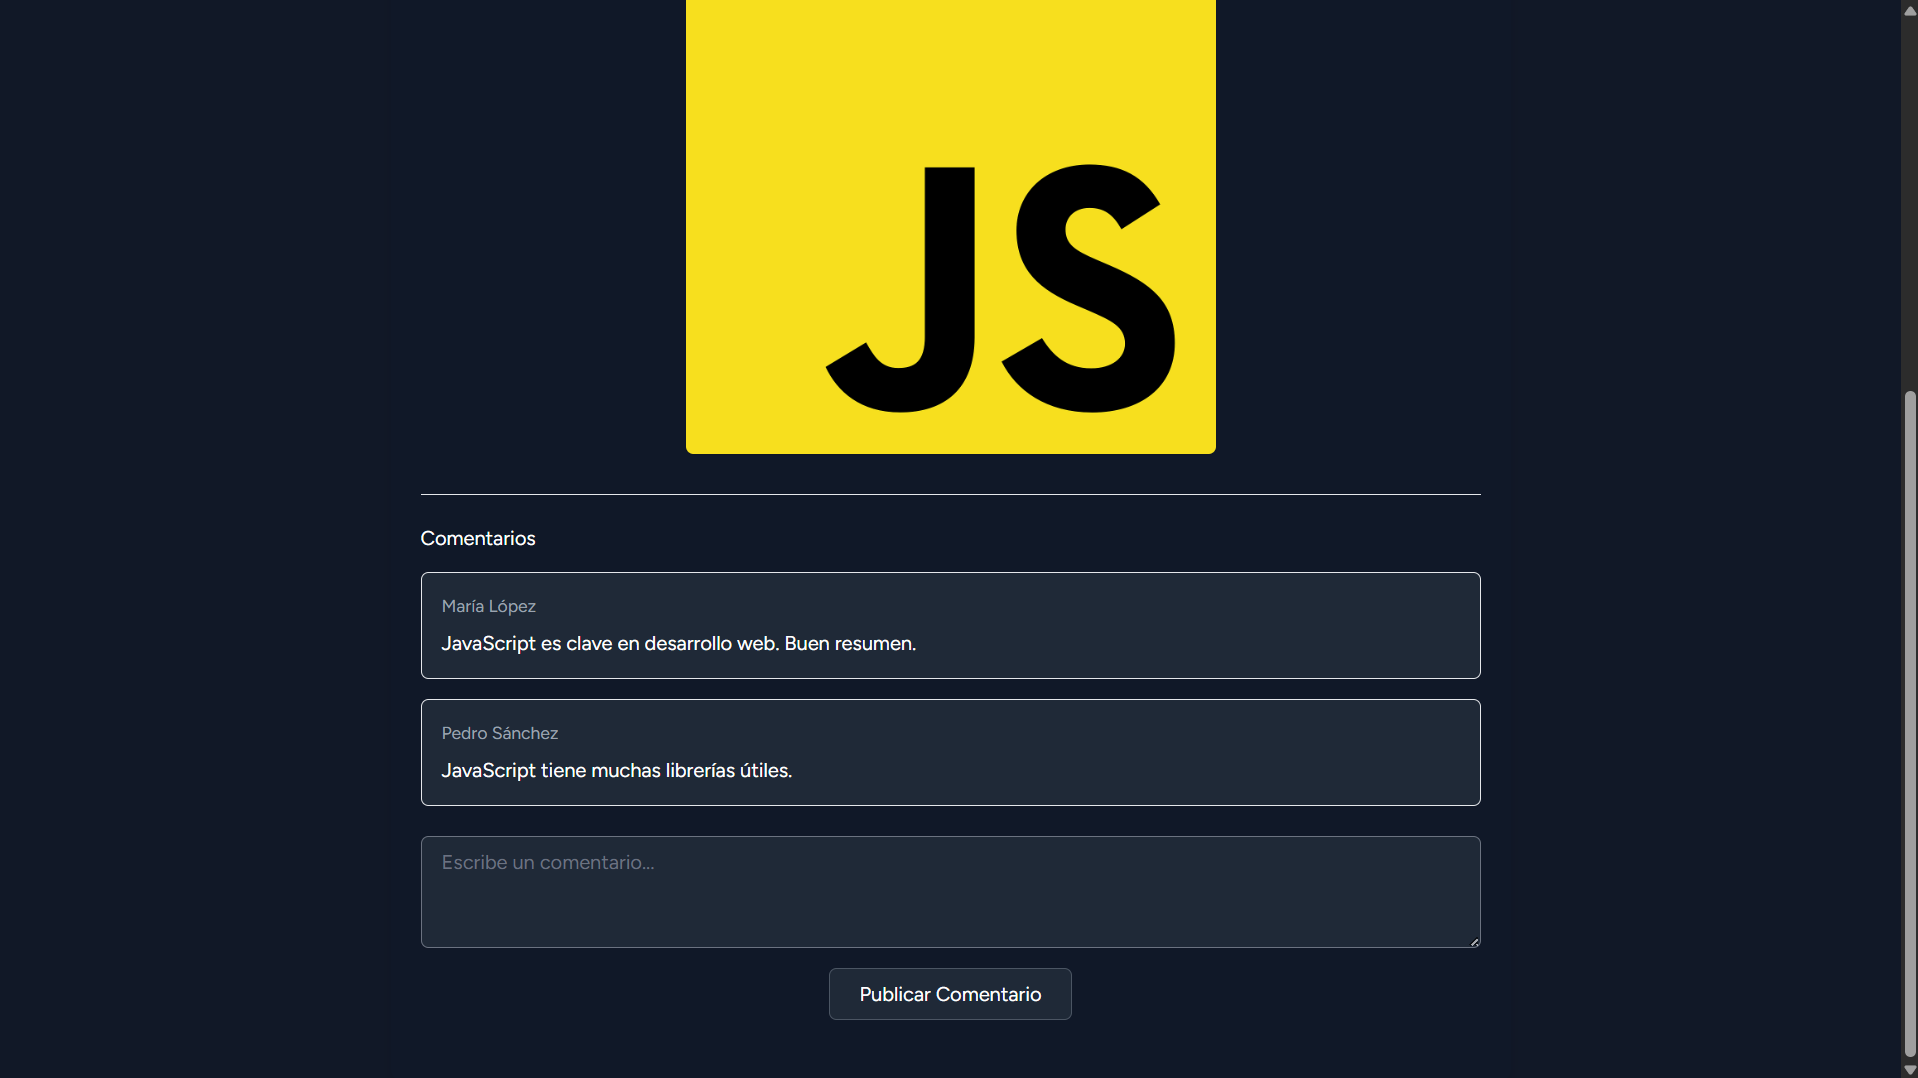 JS
Comentarios
María López
JavaScript es clave en desarrollo web. Buen resumen.
Pedro Sánchez
JavaScript tiene muchas librerías útiles.
Escribe un comentario...
Publicar Comentario